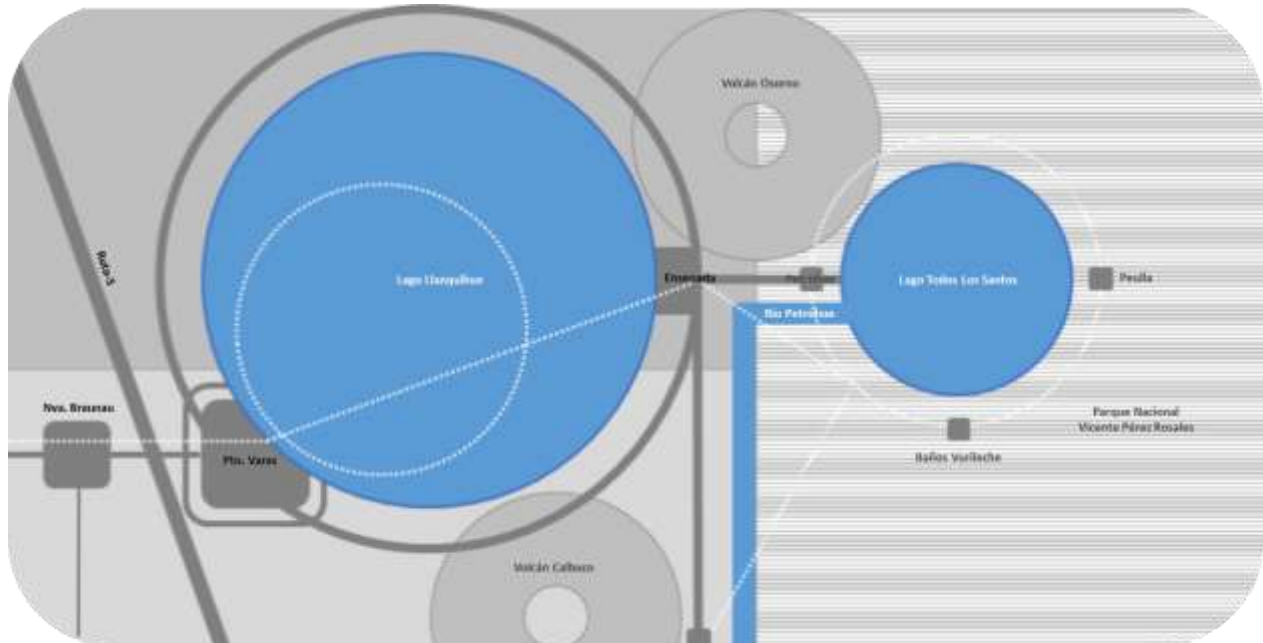 Volcán Osorno
Ruta-5
Lago Llanquihue
Ensenada
Lago Todos Los Santos
Peulla
Río Petrohue
Nva. Braunau
Parque Nacional
Vicente Pérez Rosales
Pto. Varas
Baños Vuriloche
Volcán Calbuco